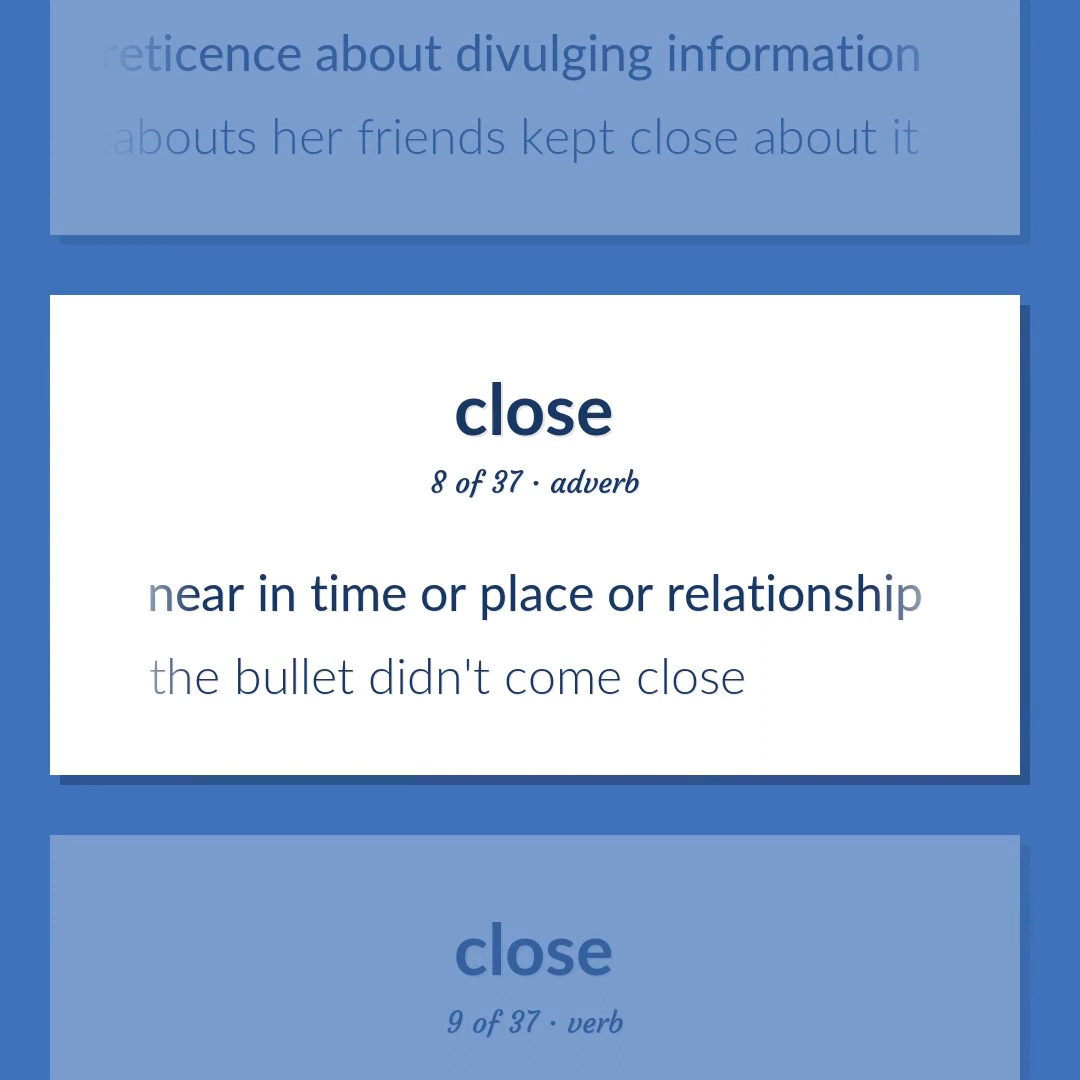 reticence about divulging information
abouts her friends kept close about it
close
8 of 37 · adverb
near in time or place or relationship
the bullet didn't come close
close
9 of 37 · verb